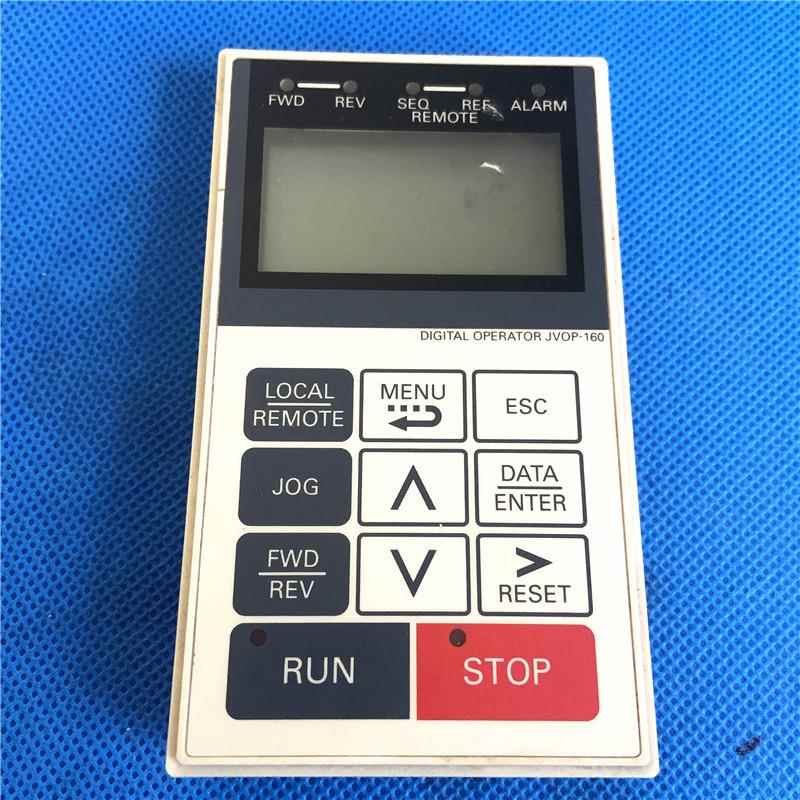 FWD REV SEQ REF ALARM
REMOTE
DIGITAL OPERATOR JVOP-160
LOCAL
REMOTE
MENU
ESC
JOG
DATA
ENTER
FWD
REV
>
RESET
RUN
STOP